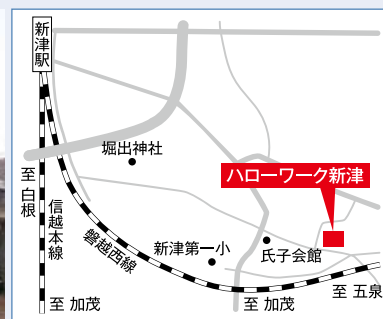 新津駅
堀出神社
ハローワーク新津
至 白根
信越本線
磐越西線
新津第一小
氏子会館
至 五泉
至 加茂
至 加茂